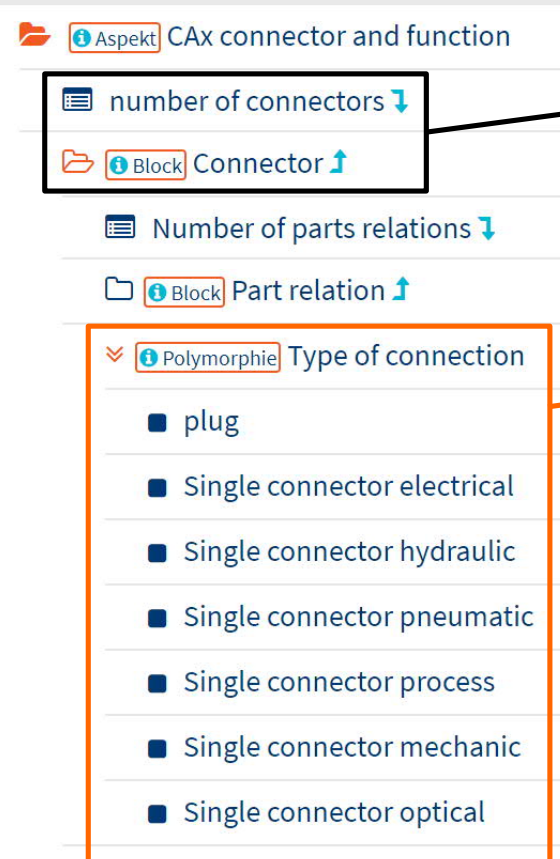 Aspekt CAx connector and function
number of connectors
Block Connector
Number of parts relations
Block Part relation
Polymorphie Type of connection
plug
Single connector electrical
Single connector hydraulic
Single connector pneumatic
Single connector process
Single connector mechanic
Single connector optical